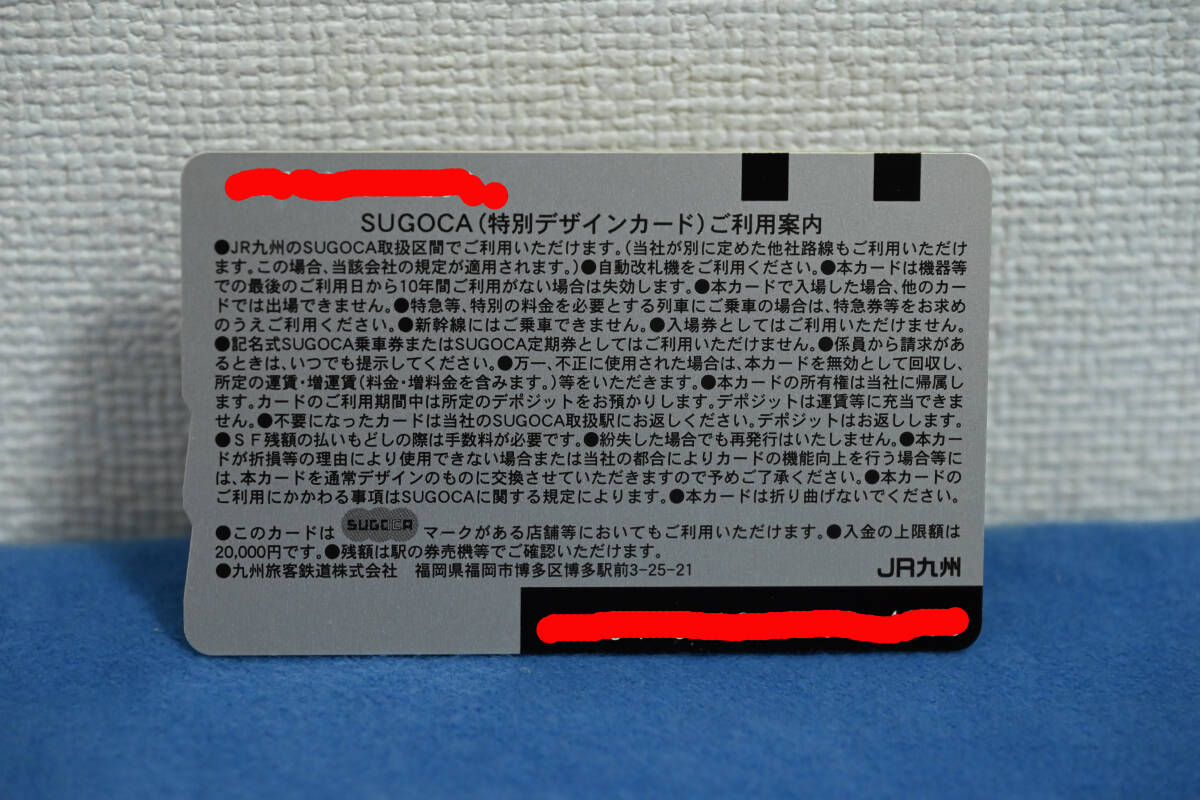 SUGOCA(特別デザインカード)ご利用案内
●JR九州のSUGOCA取扱区間でご利用いただけます。(当社が別に定めた他社路線もご利用いただけ
ます。この場合、当該会社の規定が適用されます。)●自動改札機をご利用ください。●本カードは機器等
での最後のご利用日から10年間ご利用がない場合は失効します。●本カードで入場した場合、他のカー
ドでは出場できません。●特急等、特別の料金を必要とする列車にご乗車の場合は、特急券等をお求め
のうえご利用ください。●新幹線にはご乗車できません。●入場券としてはご利用いただけません。
●記名式SUGOCA乗車券またはSUGOCA定期券としてはご利用いただけません。●係員から請求があ
るときは、いつでも提示してください。●万一、不正に使用された場合は、本カードを無効として回収し、
所定の運賃・増運賃(料金・増料金を含みます。)等をいただきます。●本カードの所有権は当社に帰属し
ます。カードのご利用期間中は所定のデポジットをお預かりします。デポジットは運賃等に充当できま
せん。●不要になったカードは当社のSUGOCA取扱駅にお返しください。デポジットはお返しします。
●SF残額の払いもどしの際は手数料が必要です。●紛失した場合でも再発行はいたしません。●本カー
ドが折損等の理由により使用できない場合または当社の都合によりカードの機能向上を行う場合等に
は、本カードを通常デザインのものに交換させていただきますので予めご了承ください。●本カードの
ご利用にかかわる事項はSUGOCAに関する規定によります。●本カードは折り曲げないでください。
●このカードは SUGOCA マークがある店舗等においてもご利用いただけます。●入金の上限額は
20,000円です。●残額は駅の券売機等でご確認いただけます。
●九州旅客鉄道株式会社 福岡県福岡市博多区博多駅前3-25-21
JR九州